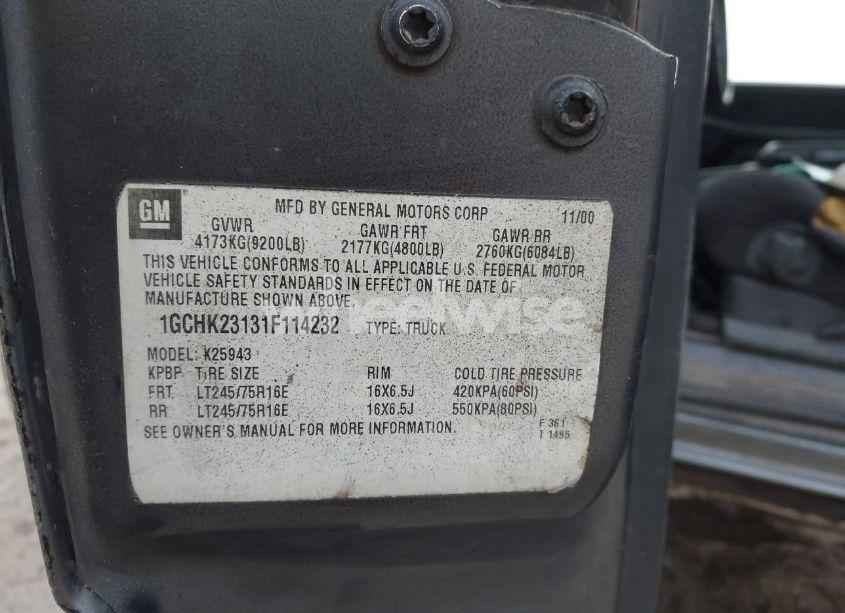 GM
MFD BY GENERAL MOTORS CORP 11/00
GVWR GAWR FRT GAWR RR
4173KG(9200LB) 2177KG(4800LB) 2760KG(6084LB)
THIS VEHICLE CONFORMS TO ALL APPLICABLE U.S. FEDERAL MOTOR
VEHICLE SAFETY STANDARDS IN EFFECT ON THE DATE OF
MANUFACTURE SHOWN ABOVE.
1GCHK23131F114232 TYPE: TRUCK
MODEL: K25943
KPBP TIRE SIZE RIM COLD TIRE PRESSURE
FRT. LT245/75R16E 16X6.5J 420KPA(60PSI)
RR LT245/75R16E 16X6.5J 550KPA(80PSI)
SEE OWNER'S MANUAL FOR MORE INFORMATION.
F 361
T 1495